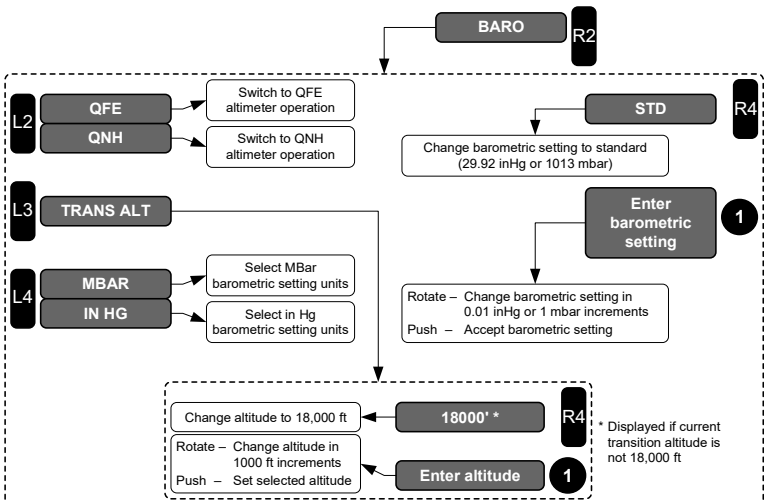 BARO
R2
L2
QFE
Switch to QFE
altimeter operation
QNH
Switch to QNH
altimeter operation
STD
R4
Change barometric setting to standard
(29.92 inHg or 1013 mbar)
L3
TRANS ALT
Enter
barometric
setting
1
L4
MBAR
Select MBar
barometric setting units
IN HG
Select in Hg
barometric setting units
Rotate – Change barometric setting in
0.01 inHg or 1 mbar increments
Push – Accept barometric setting
Change altitude to 18,000 ft
18000' *
R4
* Displayed if current
transition altitude is
not 18,000 ft
Rotate – Change altitude in
1000 ft increments
Push – Set selected altitude
Enter altitude
1